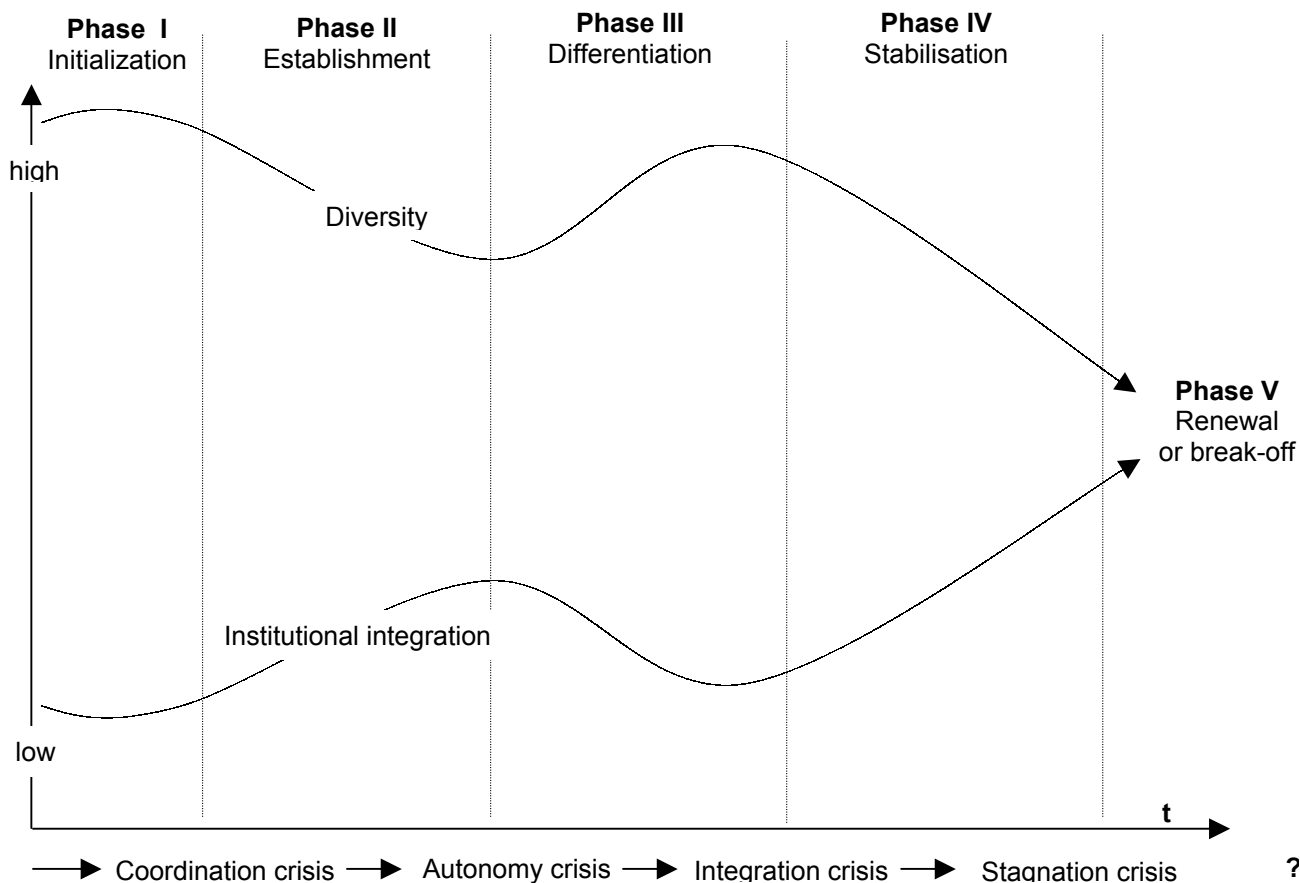 Phase I
Initialization
Phase II
Establishment
Phase III
Differentiation
Phase IV
Stabilisation
high
Diversity
Phase V
Renewal
or break-off
Institutional integration
low
t
Coordination crisis
Autonomy crisis
Integration crisis
Stagnation crisis
?